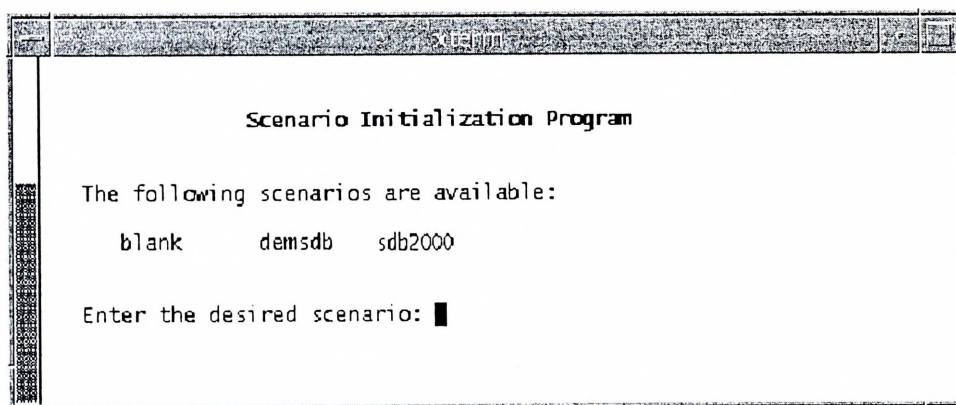 xterm
Scenario Initialization Program
The following scenarios are available:
blank demsdb sdb2000
Enter the desired scenario: